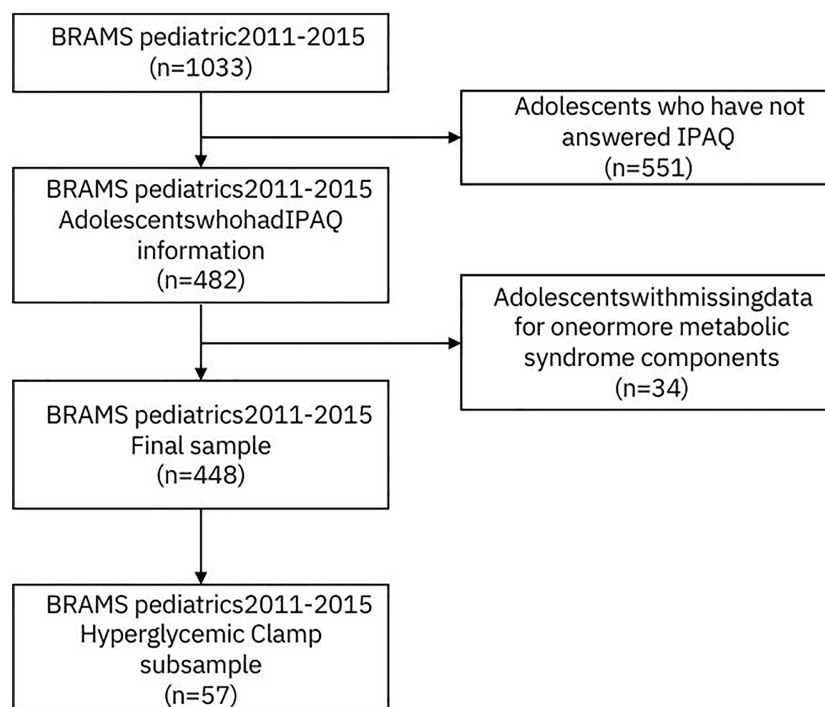 BRAMS pediatric2011-2015
(n=1033)
Adolescents who have not
answered IPAQ
(n=551)
BRAMS pediatrics2011-2015
AdolescentswhohadIPAQ
information
(n=482)
Adolescentswithmissingdata
for oneormore metabolic
syndrome components
(n=34)
BRAMS pediatrics2011-2015
Final sample
(n=448)
BRAMS pediatrics2011-2015
Hyperglycemic Clamp
subsample
(n=57)